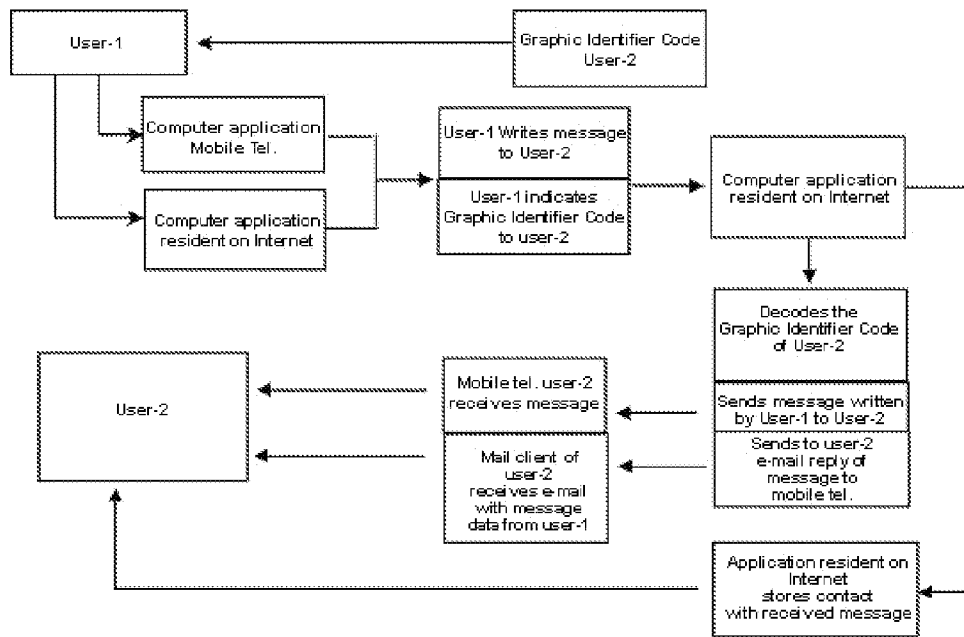 User-1
Graphic Identifier Code
User-2
Computer application
Mobile Tel.
User-1 Writes message
to User-2
Computer application
resident on Internet
User-1 indicates
Graphic Identifier Code
to user-2
Computer application
resident on Internet
Decodes the
Graphic Identifier Code
of User-2
User-2
Mobile tel. user-2
receives message
Sends message written
by User-1 to User-2
Mail client of
user-2
receives e-mail
with message
data from user-1
Sends to user-2
e-mail reply of
message to
mobile tel.
Application resident on
Internet
stores contact
with received message